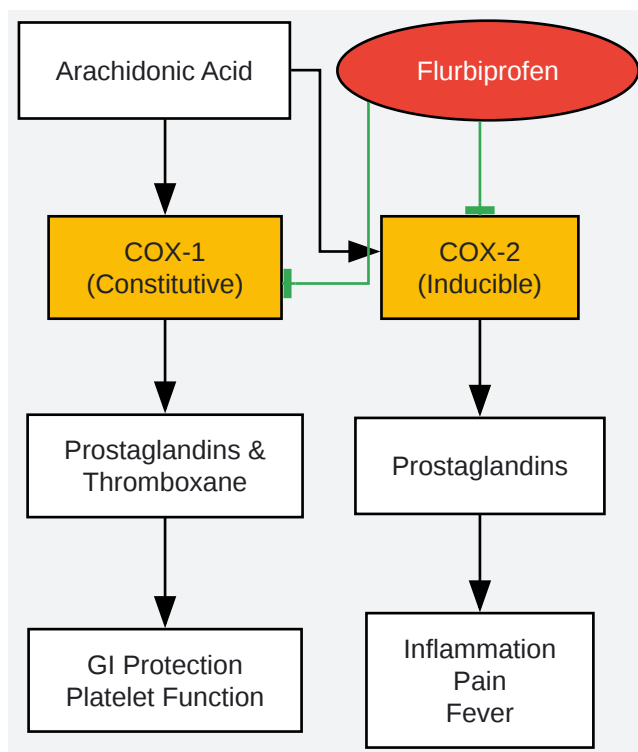 Arachidonic Acid
Flurbiprofen
COX-1
(Constitutive)
COX-2
(Inducible)
Prostaglandins &
Thromboxane
Prostaglandins
GI Protection
Platelet Function
Inflammation
Pain
Fever